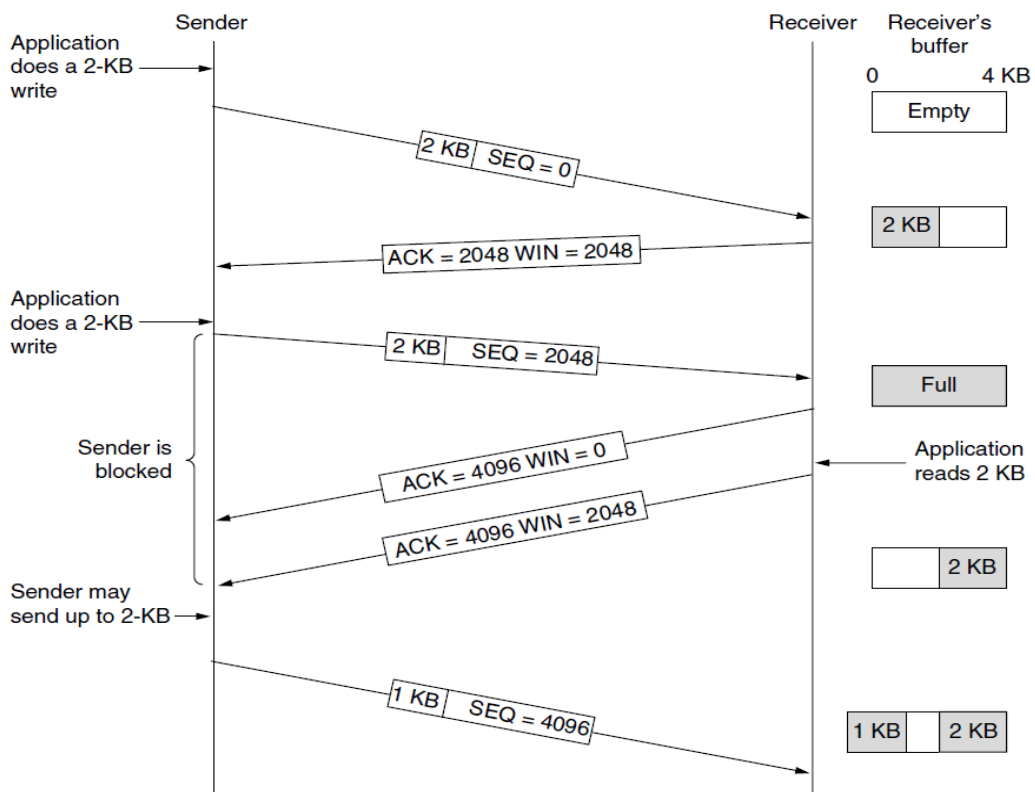 Sender
Receiver
Receiver's
buffer
Application
does a 2-KB
write
0
4 KB
Empty
2 KB
SEQ = 0
2 KB
ACK = 2048 WIN = 2048
Application
does a 2-KB
write
2 KB
SEQ = 2048
Full
Sender is
blocked
ACK = 4096 WIN = 0
Application
reads 2 KB
ACK = 4096 WIN = 2048
2 KB
Sender may
send up to 2-KB
1 KB
SEQ = 4096
1 KB
2 KB